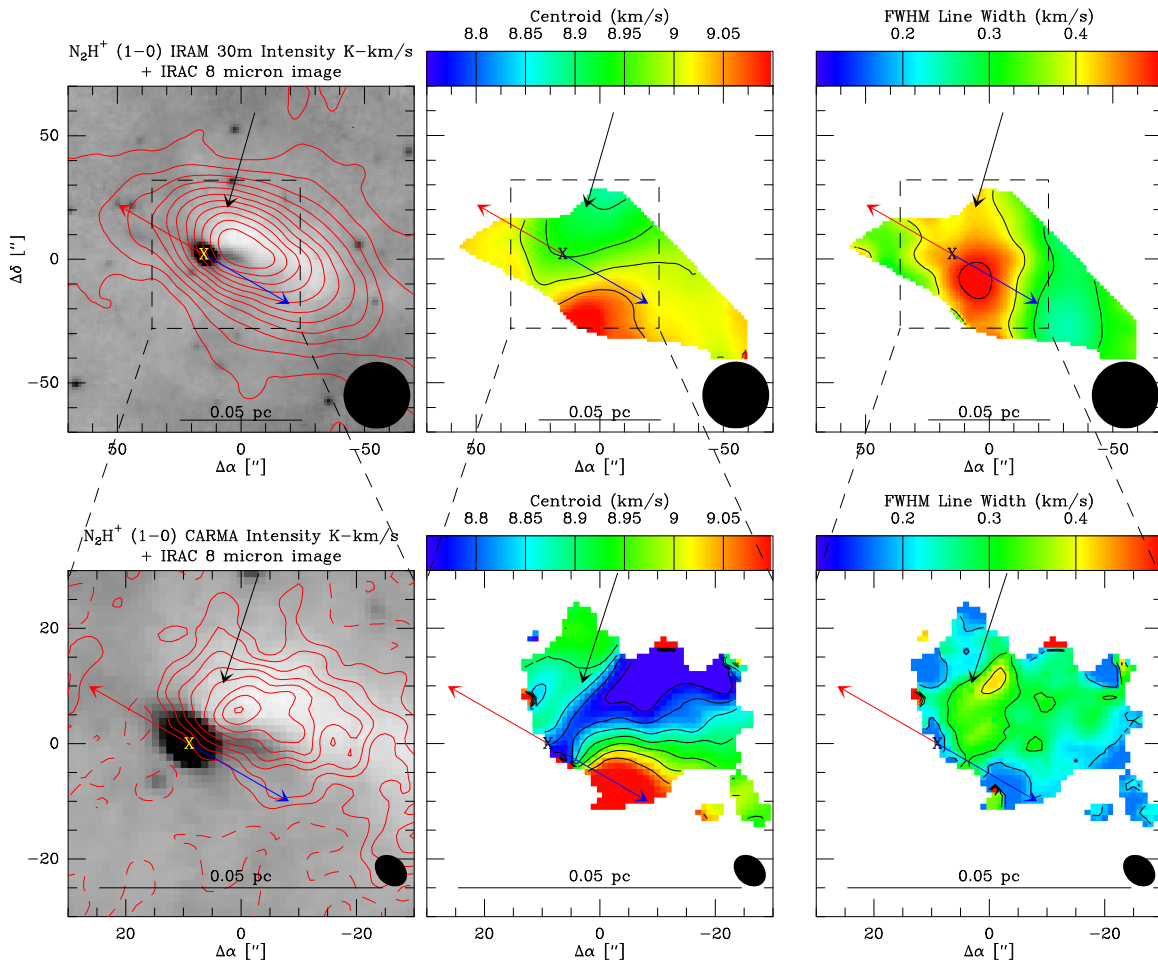 Centroid (km/s)
FWHM Line Width (km/s)
8.8 8.85 8.9 8.95 9 9.05
0.2 0.3 0.4
N₂H⁺ (1−0) IRAM 30m Intensity K−km/s
+ IRAC 8 micron image
50
0
−50
Δδ ["]
X
X
X
0.05 pc
0.05 pc
0.05 pc
50 0 −50
50 0 −50
50 0 −50
Δα ["]
Δα ["]
Δα ["]
Centroid (km/s)
FWHM Line Width (km/s)
8.8 8.85 8.9 8.95 9 9.05
0.2 0.3 0.4
N₂H⁺ (1−0) CARMA Intensity K−km/s
+ IRAC 8 micron image
20
0
−20
X
X
X
0.05 pc
0.05 pc
0.05 pc
20 0 −20
20 0 −20
20 0 −20
Δα ["]
Δα ["]
Δα ["]